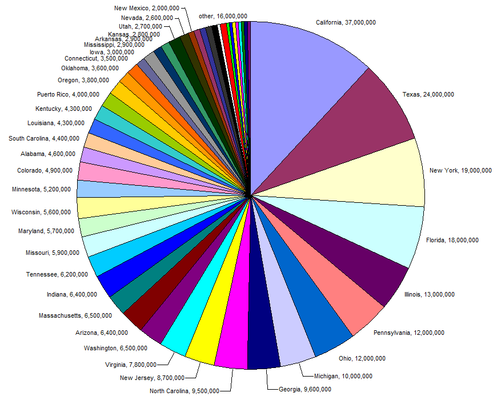 California, 37,000,000
Texas, 24,000,000
New York, 19,000,000
Florida, 18,000,000
Illinois, 13,000,000
Pennsylvania, 12,000,000
Ohio, 12,000,000
Michigan, 10,000,000
Georgia, 9,600,000
North Carolina, 9,500,000
New Jersey, 8,700,000
Virginia, 7,800,000
Washington, 6,500,000
Arizona, 6,400,000
Massachusetts, 6,500,000
Indiana, 6,400,000
Tennessee, 6,200,000
Missouri, 5,900,000
Maryland, 5,700,000
Wisconsin, 5,600,000
Minnesota, 5,200,000
Colorado, 4,900,000
Alabama, 4,600,000
South Carolina, 4,400,000
Louisiana, 4,300,000
Kentucky, 4,300,000
Puerto Rico, 4,000,000
Oregon, 3,800,000
Oklahoma, 3,600,000
Connecticut, 3,500,000
Iowa, 3,000,000
Mississippi, 2,900,000
Arkansas, 2,900,000
Kansas, 2,800,000
Utah, 2,700,000
Nevada, 2,600,000
New Mexico, 2,000,000
other, 16,000,000